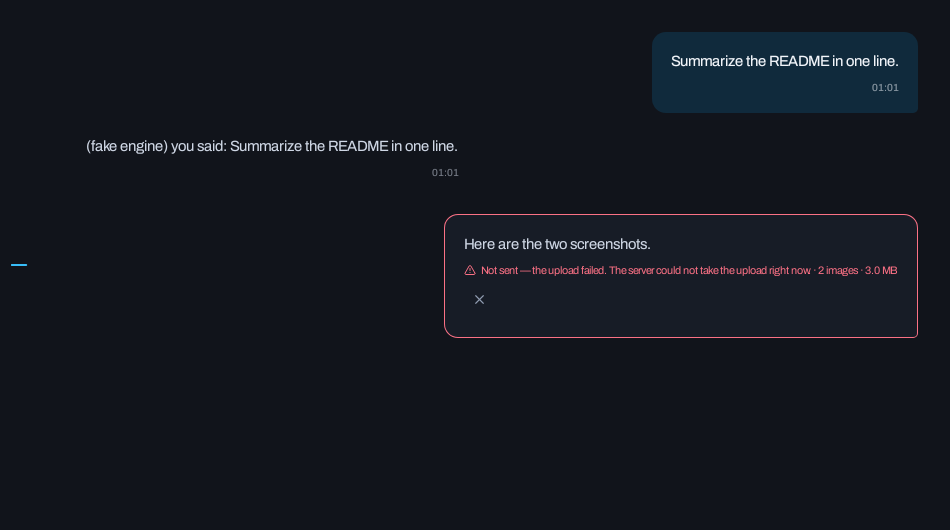 Summarize the README in one line.
01:01
(fake engine) you said: Summarize the README in one line.
01:01
Here are the two screenshots.
Not sent — the upload failed. The server could not take the upload right now · 2 images · 3.0 MB